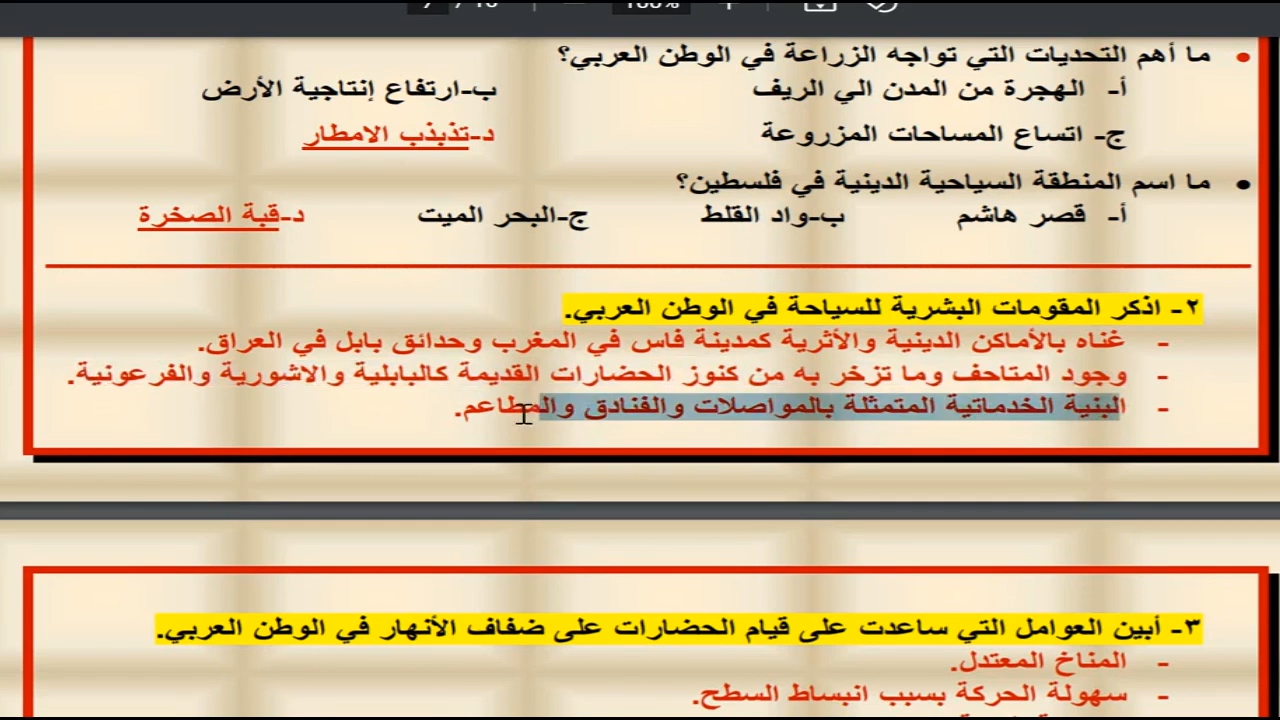 ما أهم التحديات التي تواجه الزراعة في الوطن العربي؟
أ- الهجرة من المدن الي الريف ب-ارتفاع إنتاجية الأرض
ج- اتساع المساحات المزروعة د-تذبذب الامطار
ما اسم المنطقة السياحية الدينية في فلسطين؟
أ- قصر هاشم ب-واد القلط ج-البحر الميت د-قبة الصخرة
٢- اذكر المقومات البشرية للسياحة في الوطن العربي.
- غناه بالأماكن الدينية والأثرية كمدينة فاس في المغرب وحدائق بابل في العراق.
- وجود المتاحف وما تزخر به من كنوز الحضارات القديمة كالبابلية والاشورية والفرعونية.
- البنية الخدماتية المتمثلة بالمواصلات والفنادق والمطاعم.
٣- أبين العوامل التي ساعدت على قيام الحضارات على ضفاف الأنهار في الوطن العربي.
- المناخ المعتدل.
- سهولة الحركة بسبب انبساط السطح.